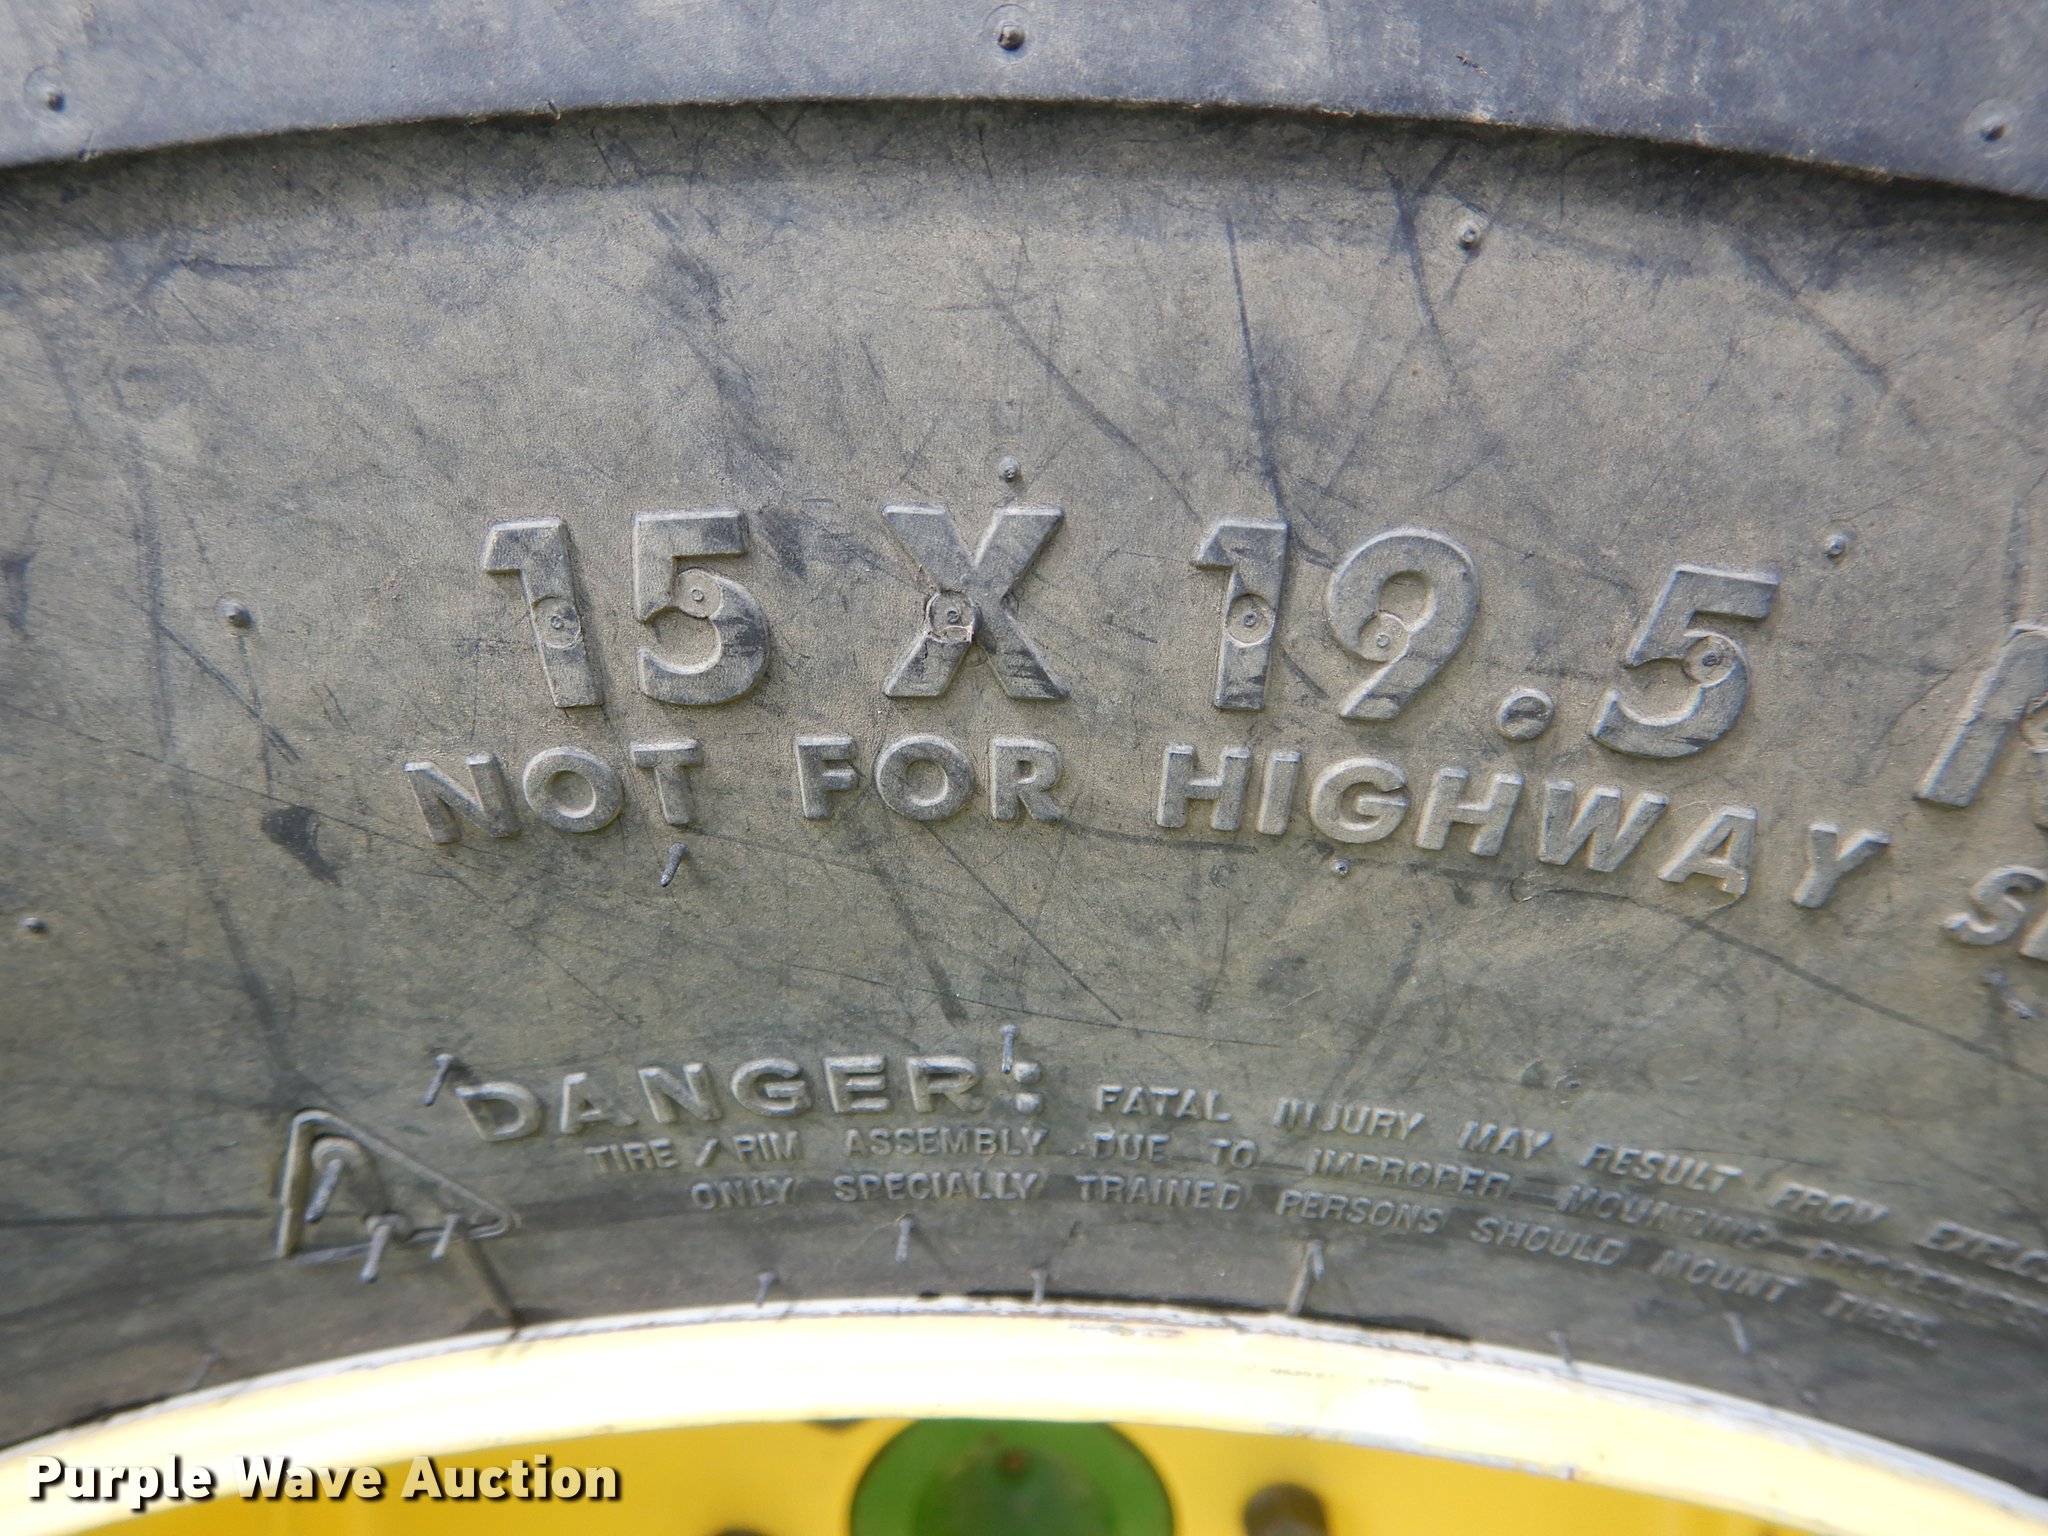 15 X 19.5
NOT FOR HIGHWAY
DANGER: FATAL INJURY MAY RESULT FROM
TIRE/RIM ASSEMBLY DUE TO IMPROPER MOUNTING
ONLY SPECIALLY TRAINED PERSONS SHOULD MOUNT TIRES.
Purple Wave Auction